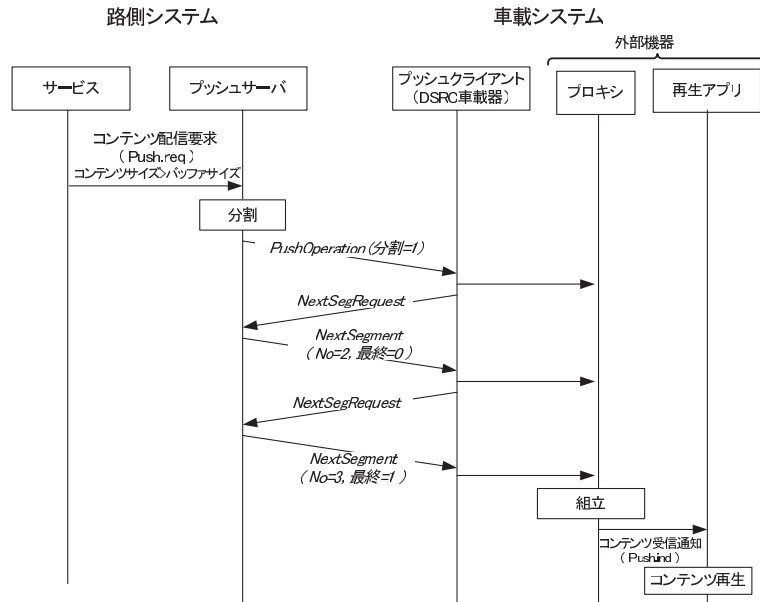 路側システム
車載システム
外部機器
サービス
プッシュサーバ
プッシュクライアント
(DSRC車載器)
プロキシ
再生アプリ
コンテンツ配信要求
( Push.req )
コンテンツサイズ>バッファサイズ
分割
PushOperation(分割=1)
NextSegRequest
NextSegment
( No=2, 最終=0 )
NextSegRequest
NextSegment
( No=3, 最終=1 )
組立
コンテンツ受信通知
( Push.ind )
コンテンツ再生